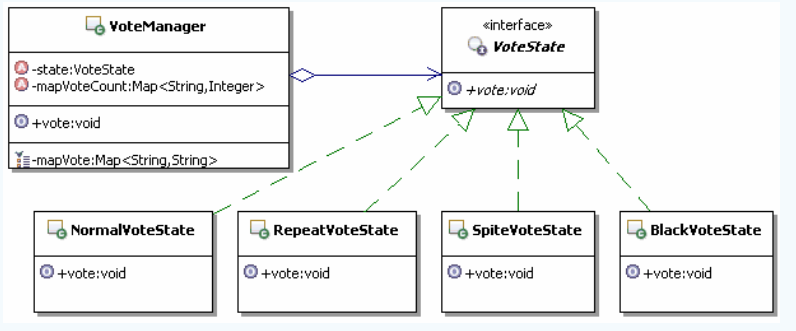 VoteManager
-state:VoteState
-mapVoteCount:Map<String,Integer>
+vote:void
-mapVote:Map<String,String>
«interface»
VoteState
+vote:void
NormalVoteState
+vote:void
RepeatVoteState
+vote:void
SpiteVoteState
+vote:void
BlackVoteState
+vote:void